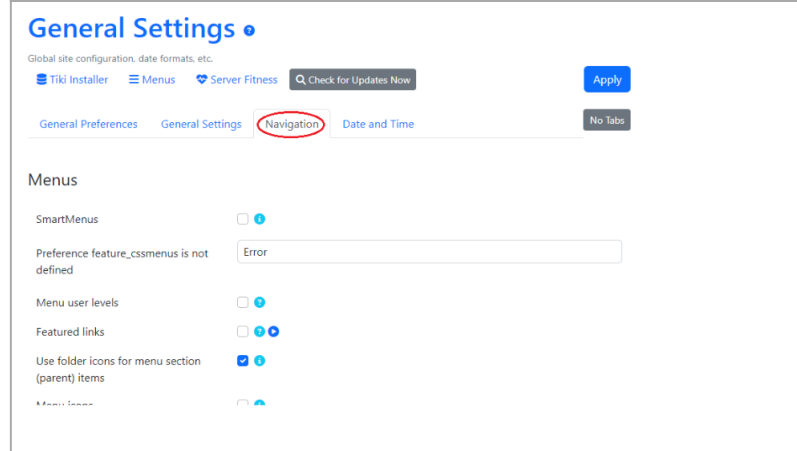 General Settings
Global site configuration, date formats, etc.
Tiki Installer Menus Server Fitness Check for Updates Now Apply
General Preferences General Settings Navigation Date and Time No Tabs
Menus
SmartMenus
Preference feature_cssmenus is not Error
defined
Menu user levels
Featured links
Use folder icons for menu section
(parent) items
Menu icons